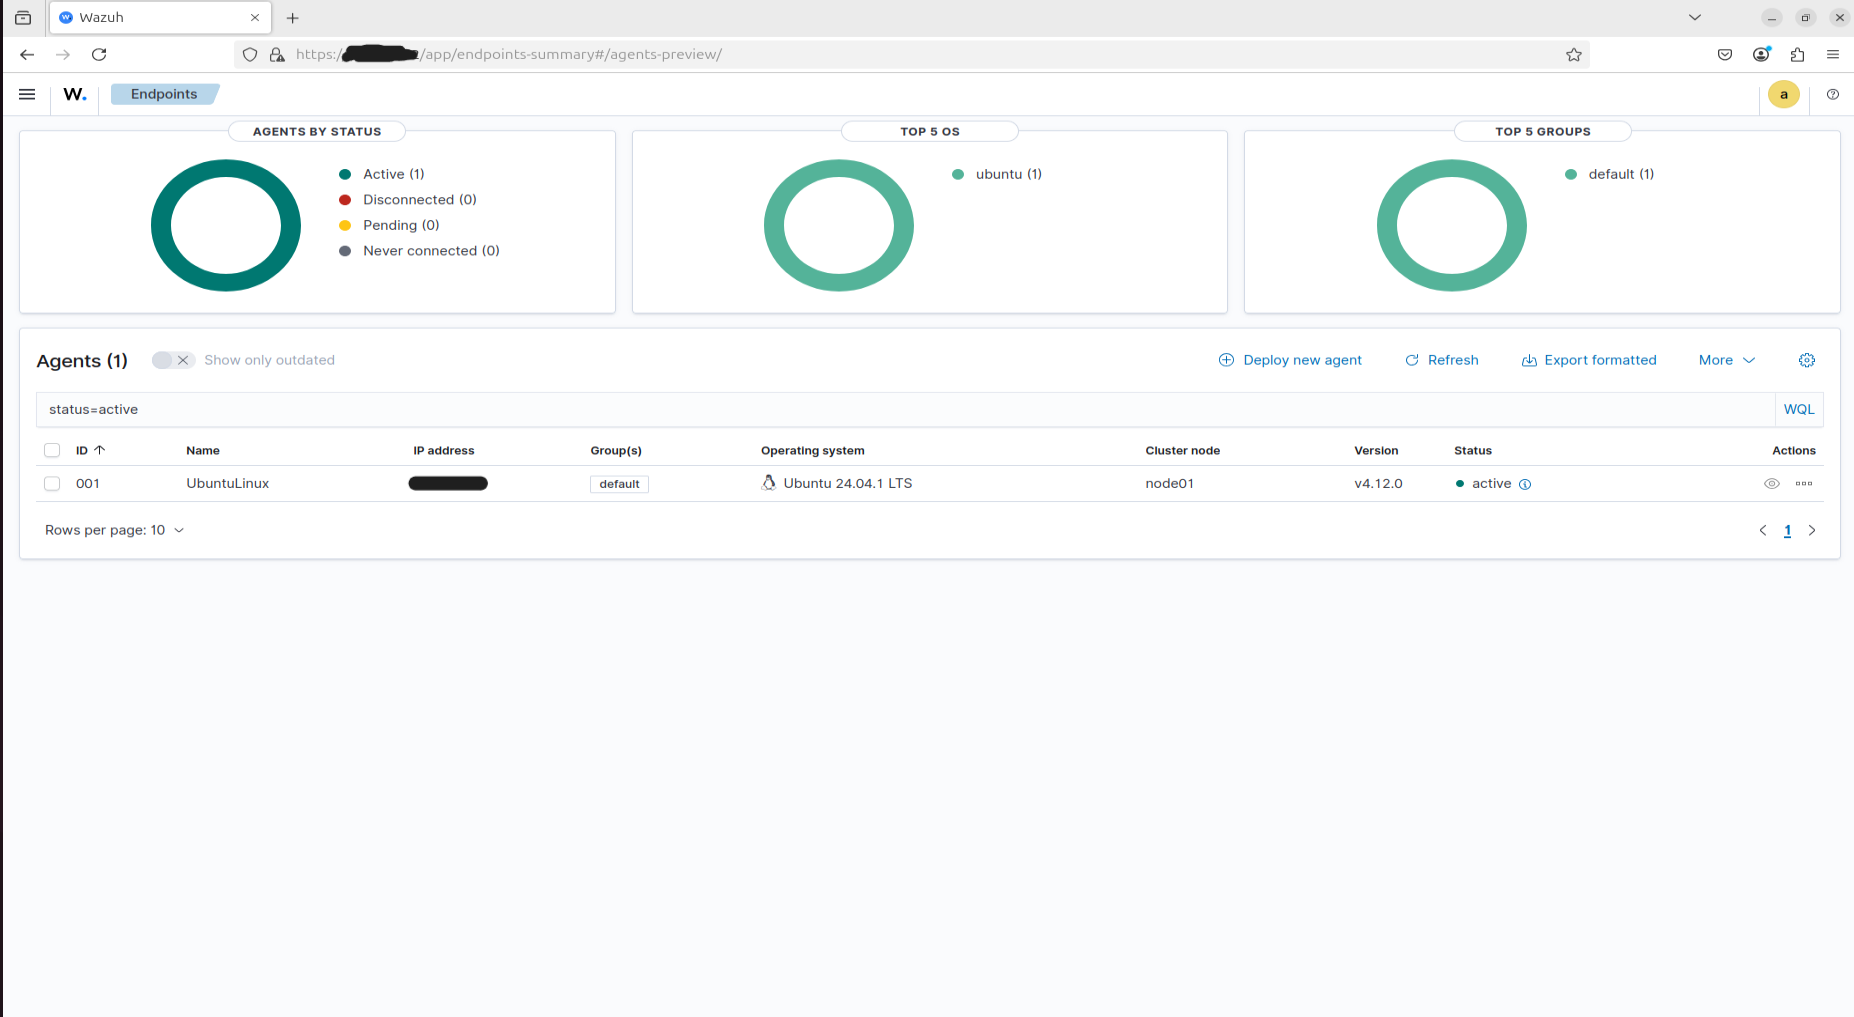 Wazuh
https:/ 2/app/endpoints-summary#/agents-preview/
W. Endpoints a
AGENTS BY STATUS
Active (1)
Disconnected (0)
Pending (0)
Never connected (0)
TOP 5 OS
ubuntu (1)
TOP 5 GROUPS
default (1)
Agents (1) Show only outdated Deploy new agent Refresh Export formatted More
status=active WQL
ID Name IP address Group(s) Operating system Cluster node Version Status Actions
001 UbuntuLinux default Ubuntu 24.04.1 LTS node01 v4.12.0 active
Rows per page: 10 1